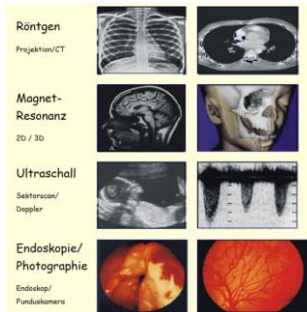 Röntgen
Projektion/CT
Magnet-
Resonanz
2D / 3D
Ultraschall
Sektorscan/
Doppler
Endoskopie/
Photographie
Endoskop/
Funduskamera